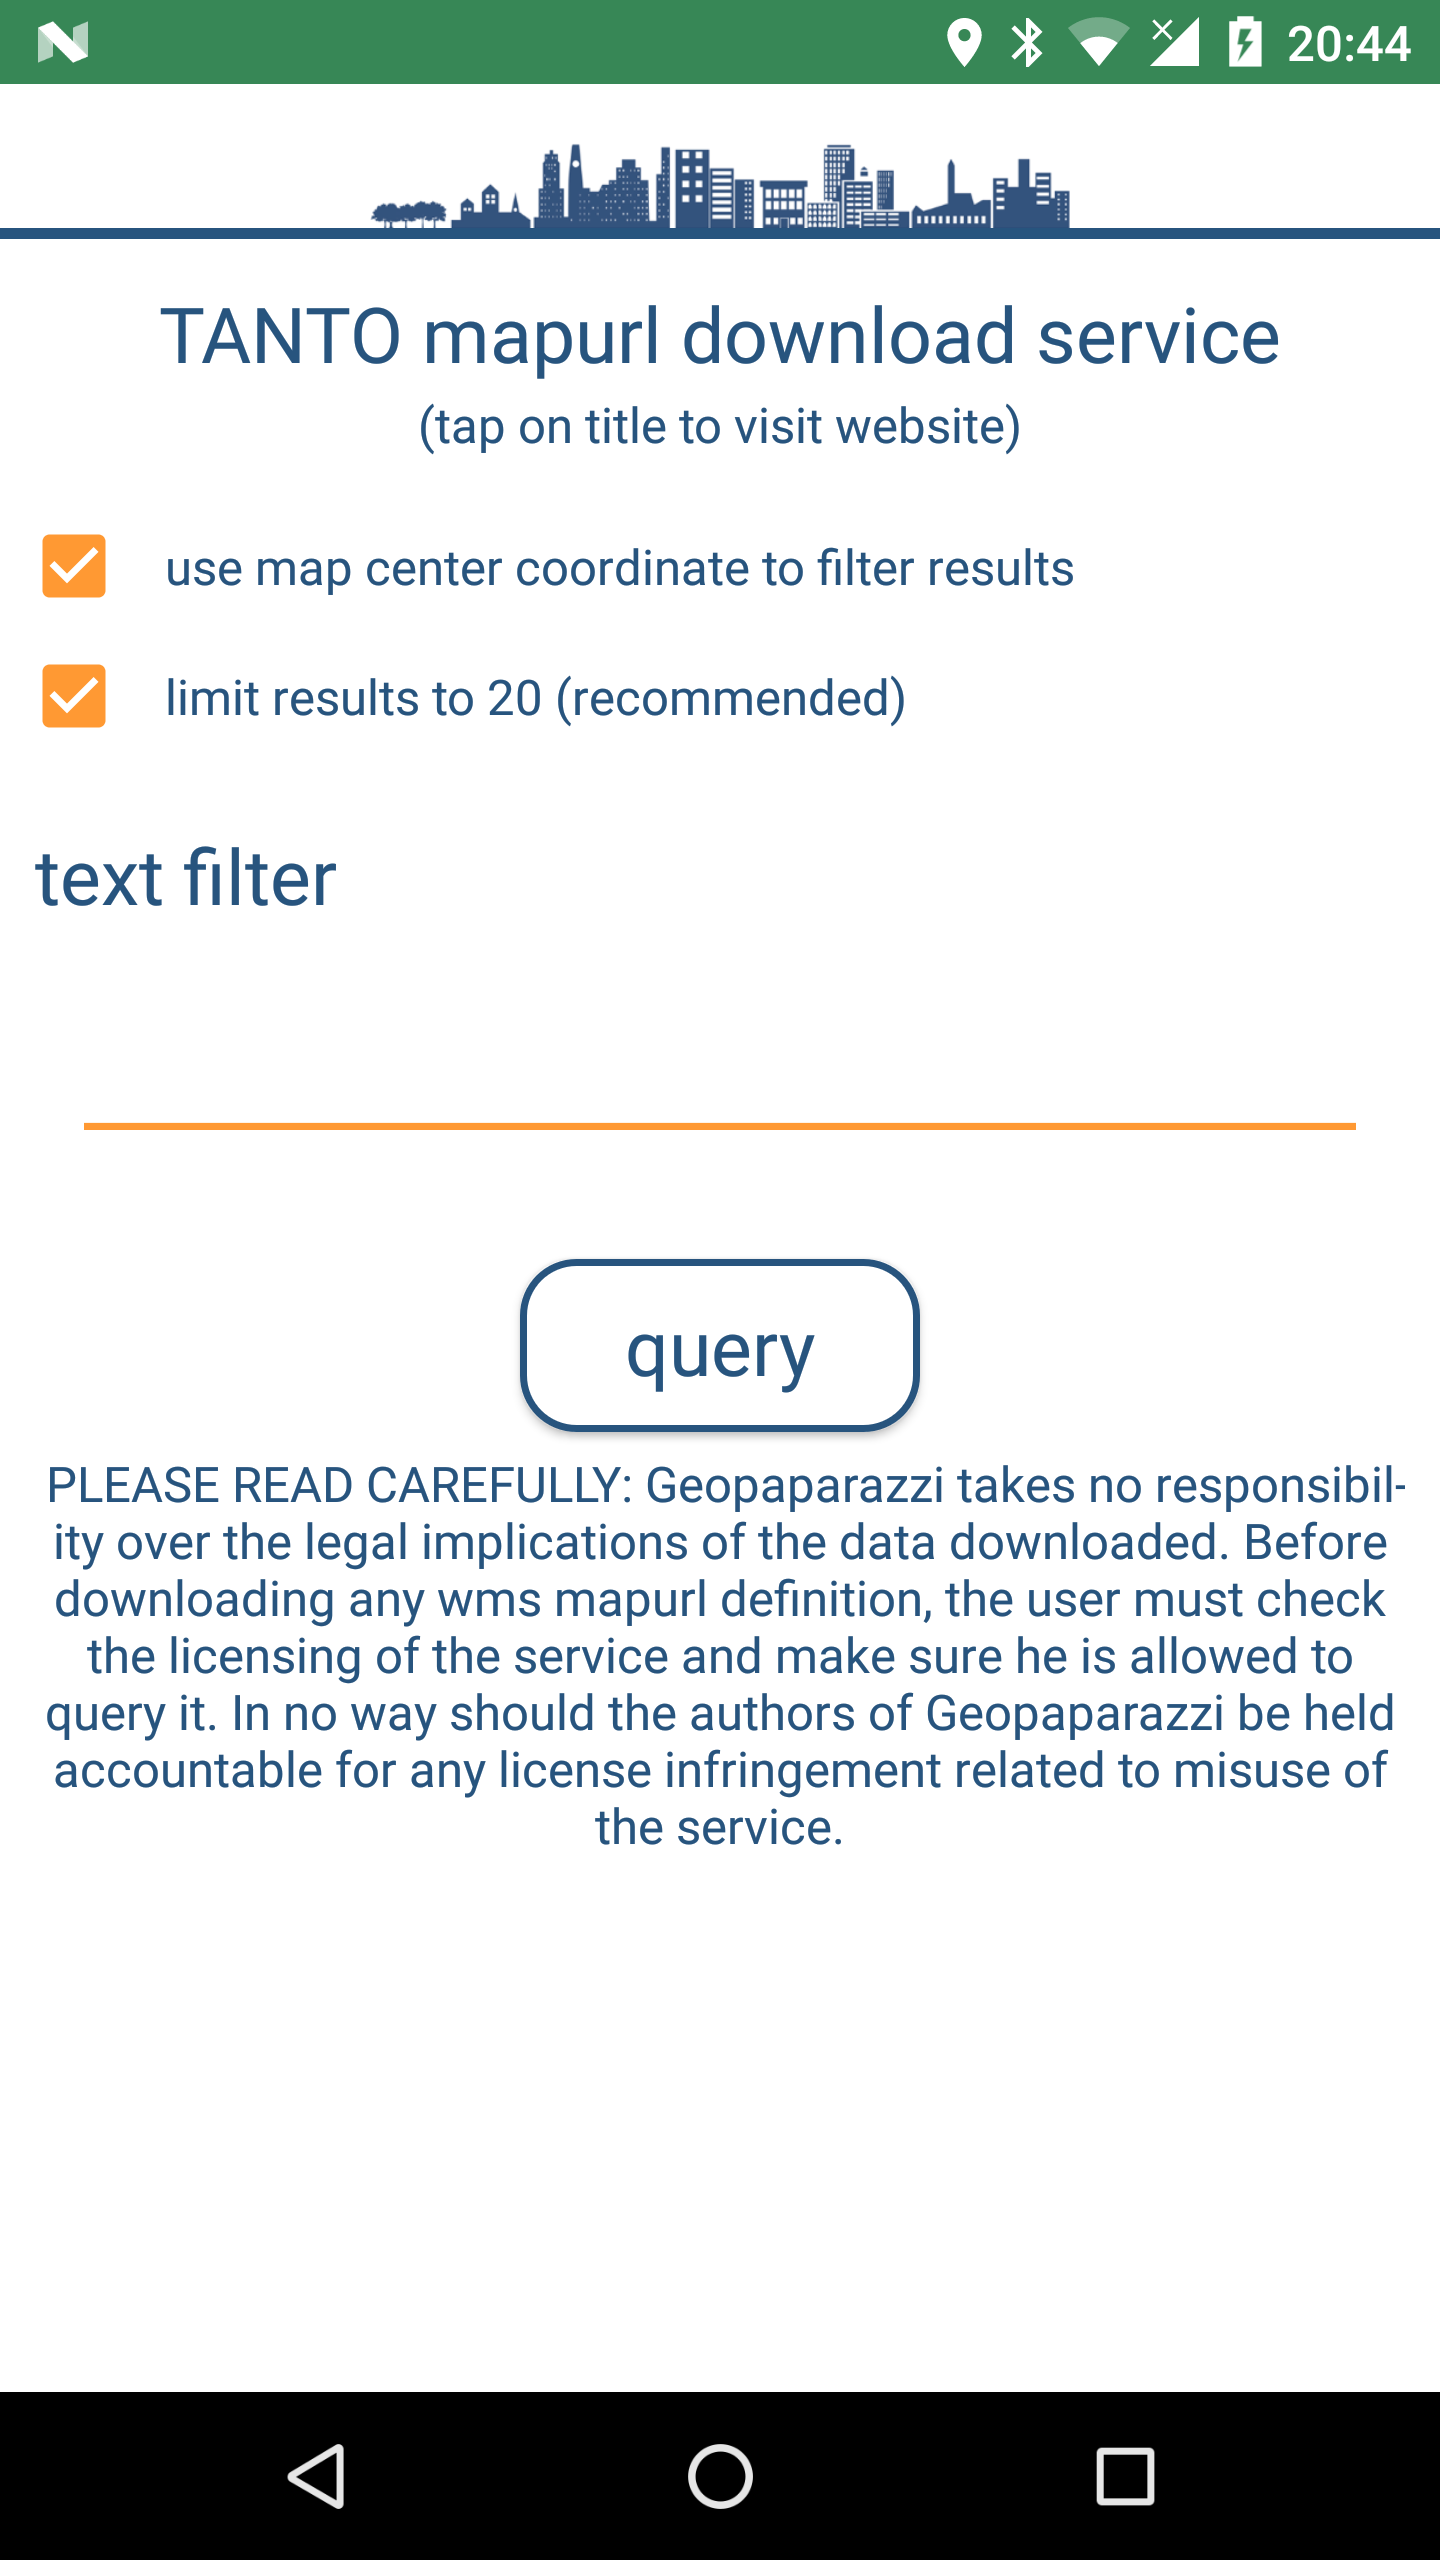 20:44
TANTO mapurl download service
(tap on title to visit website)
use map center coordinate to filter results
limit results to 20 (recommended)
text filter
query
PLEASE READ CAREFULLY: Geopaparazzi takes no responsibil-
ity over the legal implications of the data downloaded. Before
downloading any wms mapurl definition, the user must check
the licensing of the service and make sure he is allowed to
query it. In no way should the authors of Geopaparazzi be held
accountable for any license infringement related to misuse of
the service.